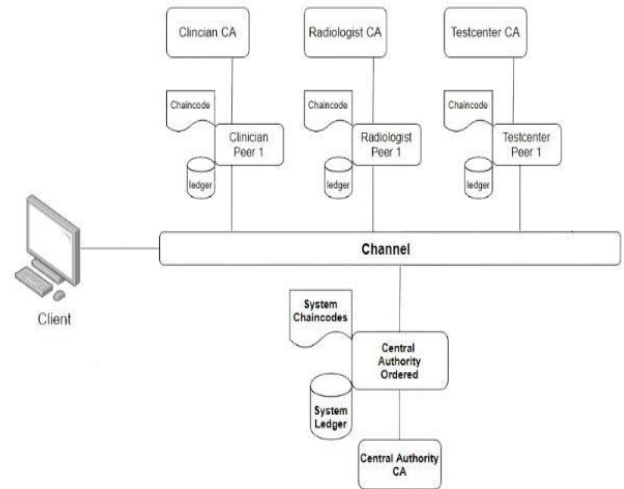 Clincian CA
Radiologist CA
Testcenter CA
Chaincode
Clinician
Peer 1
ledger
Chaincode
Radiologist
Peer 1
ledger
Chaincode
Testcenter
Peer 1
ledger
Channel
Client
System
Chaincodes
Central
Authority
Ordered
System
Ledger
Central Authority
CA